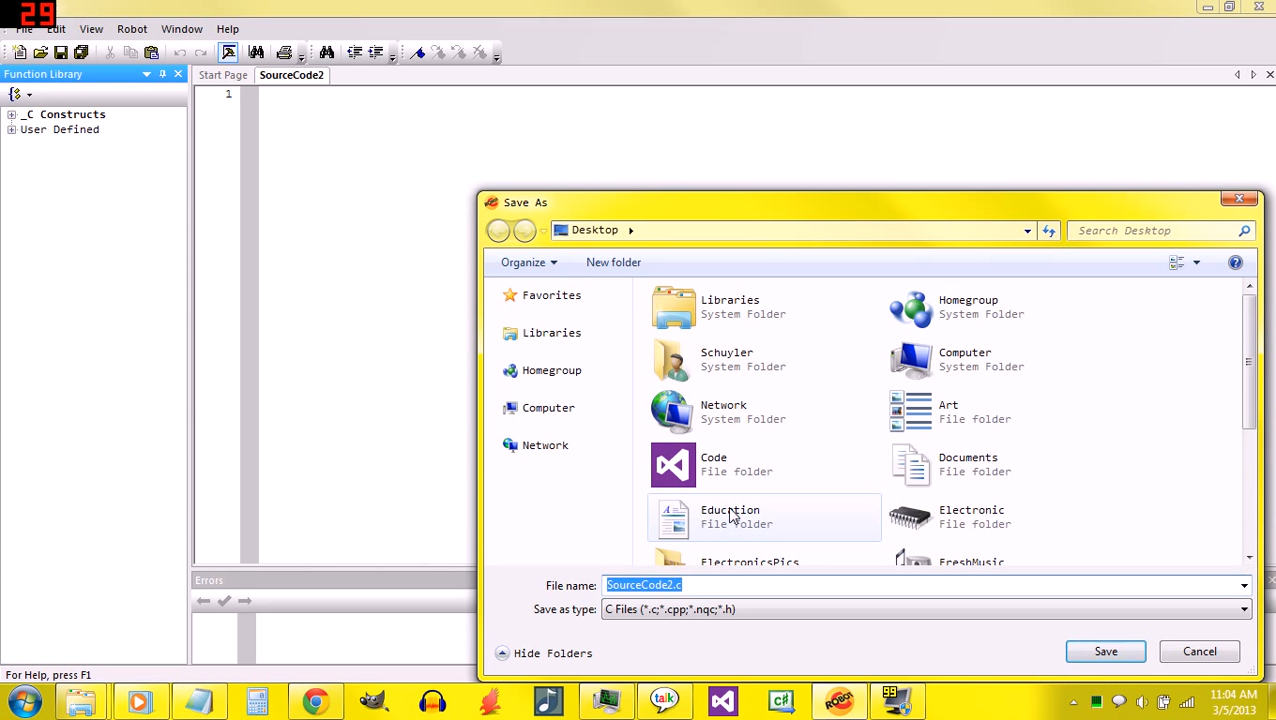 29
File Edit View Robot Window Help
Function Library
Start Page SourceCode2
1
_C Constructs
User Defined
Save As
Desktop
Search Desktop
Organize New folder
Favorites
Libraries
Homegroup
Computer
Network
Libraries
System Folder
Homegroup
System Folder
Schuyler
System Folder
Computer
System Folder
Network
System Folder
Art
File folder
Code
File folder
Documents
File folder
Education
File folder
Electronic
File folder
ElectronicsPics
FreshMusic
File name: SourceCode2.c
Save as type: C Files (*.c;*.cpp;*.nqc;*.h)
Hide Folders
Save Cancel
Errors
For Help, press F1
talk
C#
ROBOT
99
11:04 AM
3/5/2013